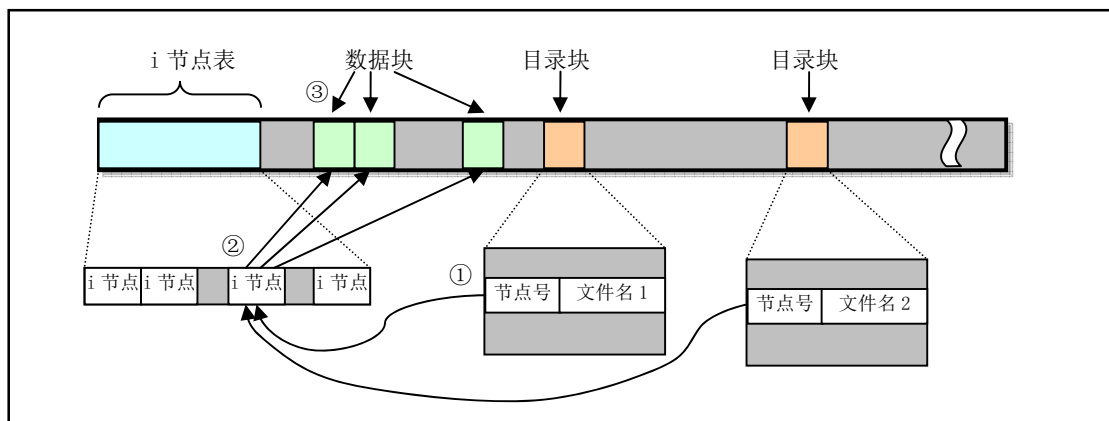 i 节点表
数据块
目录块
目录块
③
②
i 节点 i 节点 i 节点 i 节点
①
节点号 文件名 1
节点号 文件名 2